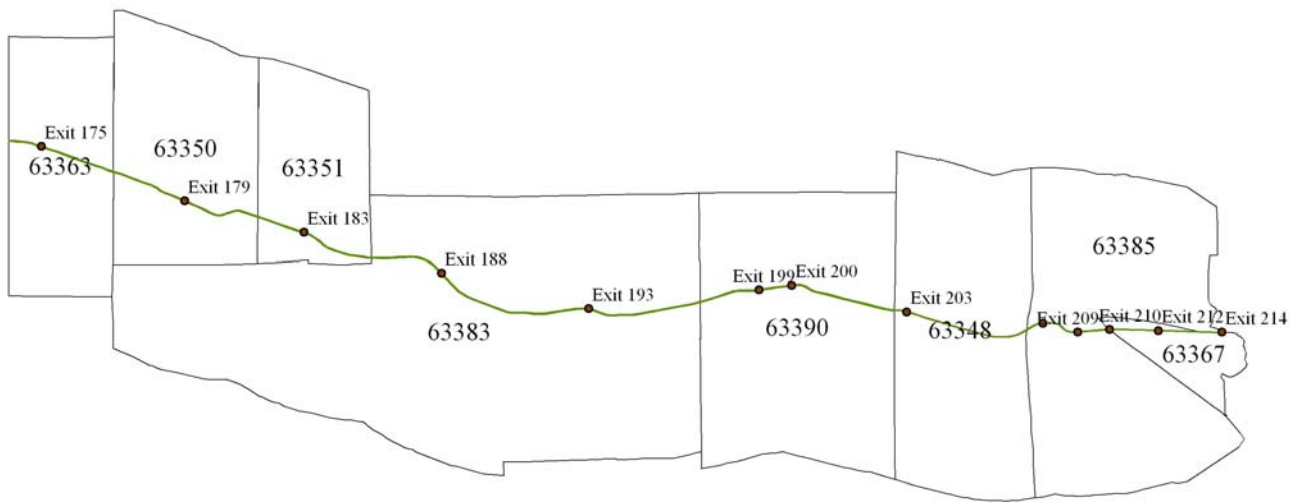 Exit 175
63363
63350
Exit 179
63351
Exit 183
Exit 188
63383
Exit 193
Exit 199
Exit 200
63390
Exit 203
63348
63385
Exit 209
Exit 210
Exit 212
Exit 214
63367